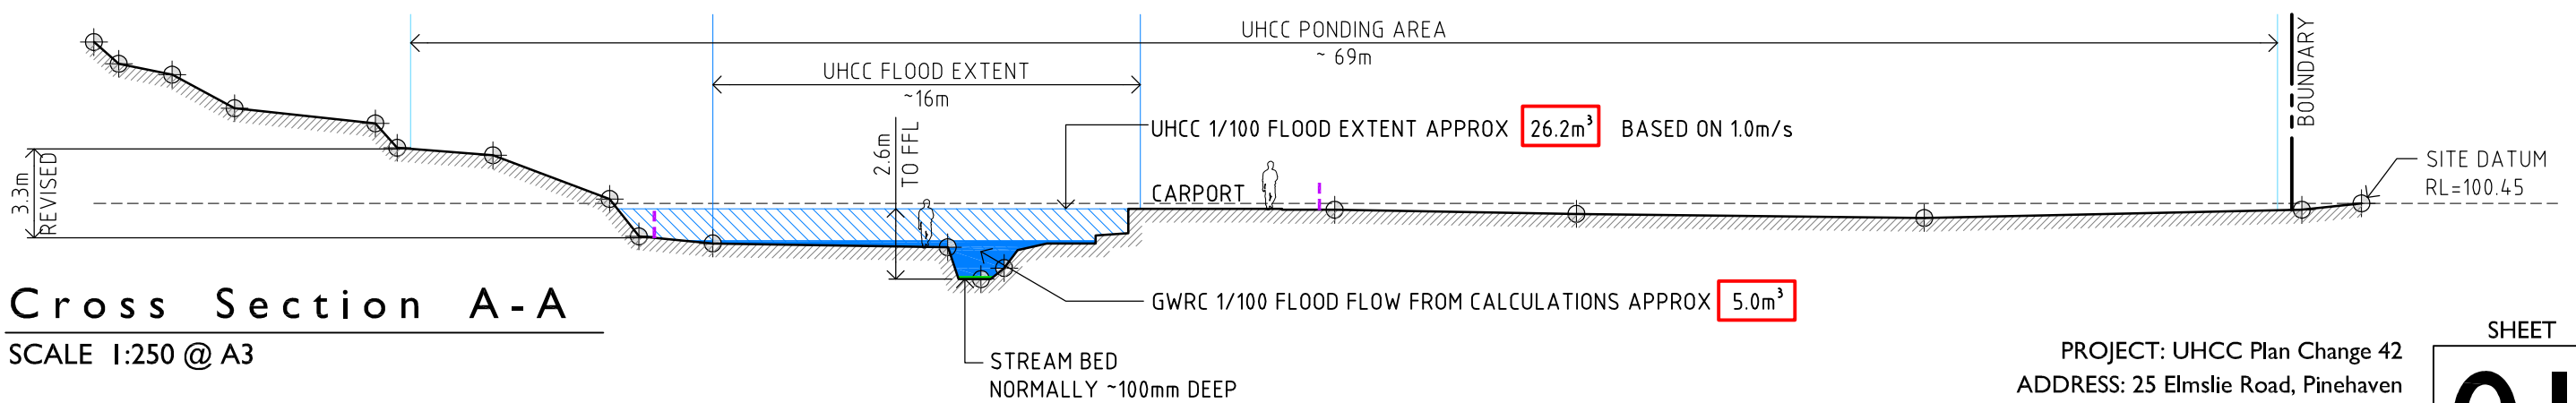 UHCC PONDING AREA
~ 69m
UHCC FLOOD EXTENT
~16m
BOUNDARY
UHCC 1/100 FLOOD EXTENT APPROX 26.2m³ BASED ON 1.0m/s
2.6m
TO FFL
3.3m
REVISED
CARPORT
SITE DATUM
RL=100.45
GWRC 1/100 FLOOD FLOW FROM CALCULATIONS APPROX 5.0m³
Cross Section A-A
SCALE 1:250 @ A3
STREAM BED
NORMALLY ~100mm DEEP
PROJECT: UHCC Plan Change 42
ADDRESS: 25 Elmslie Road, Pinehaven
SHEET